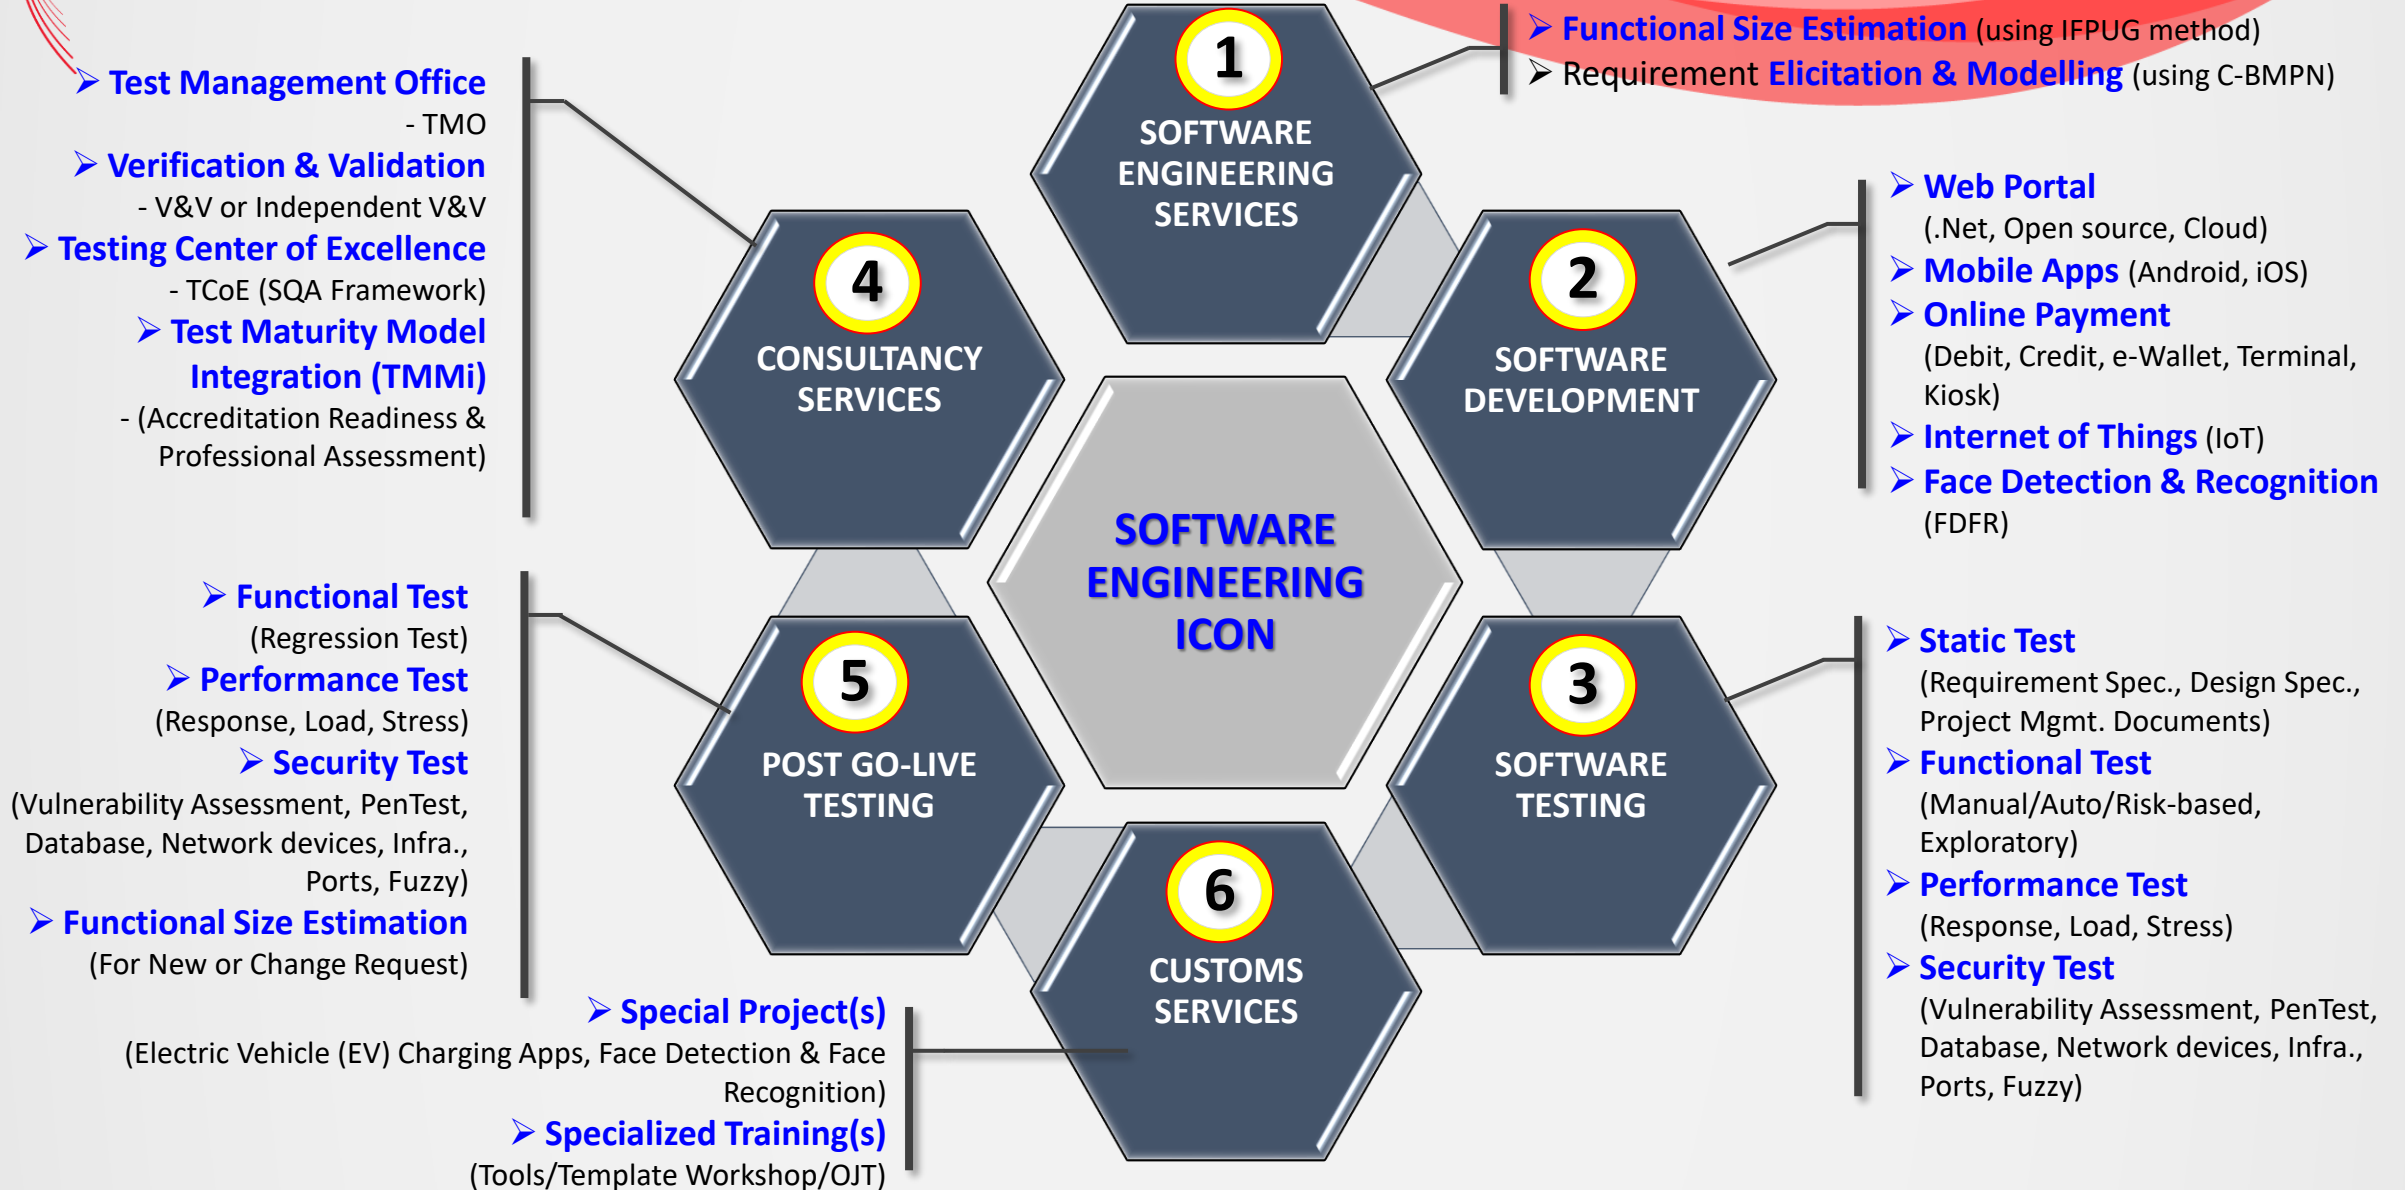 1
SOFTWARE
ENGINEERING
SERVICES
➢ Functional Size Estimation (using IFPUG method)
➢ Requirement Elicitation & Modelling (using C-BMPN)
2
SOFTWARE
DEVELOPMENT
➢ Web Portal
(.Net, Open source, Cloud)
➢ Mobile Apps (Android, iOS)
➢ Online Payment
(Debit, Credit, e-Wallet, Terminal,
Kiosk)
➢ Internet of Things (IoT)
➢ Face Detection & Recognition
(FDFR)
3
SOFTWARE
TESTING
➢ Static Test
(Requirement Spec., Design Spec.,
Project Mgmt. Documents)
➢ Functional Test
(Manual/Auto/Risk-based,
Exploratory)
➢ Performance Test
(Response, Load, Stress)
➢ Security Test
(Vulnerability Assessment, PenTest,
Database, Network devices, Infra.,
Ports, Fuzzy)
4
CONSULTANCY
SERVICES
➢ Test Management Office
- TMO
➢ Verification & Validation
- V&V or Independent V&V
➢ Testing Center of Excellence
- TCoE (SQA Framework)
➢ Test Maturity Model
Integration (TMMi)
- (Accreditation Readiness &
Professional Assessment)
5
POST GO-LIVE
TESTING
➢ Functional Test
(Regression Test)
➢ Performance Test
(Response, Load, Stress)
➢ Security Test
(Vulnerability Assessment, PenTest,
Database, Network devices, Infra.,
Ports, Fuzzy)
➢ Functional Size Estimation
(For New or Change Request)
6
CUSTOMS
SERVICES
➢ Special Project(s)
(Electric Vehicle (EV) Charging Apps, Face Detection & Face
Recognition)
➢ Specialized Training(s)
(Tools/Template Workshop/OJT)
SOFTWARE
ENGINEERING
ICON